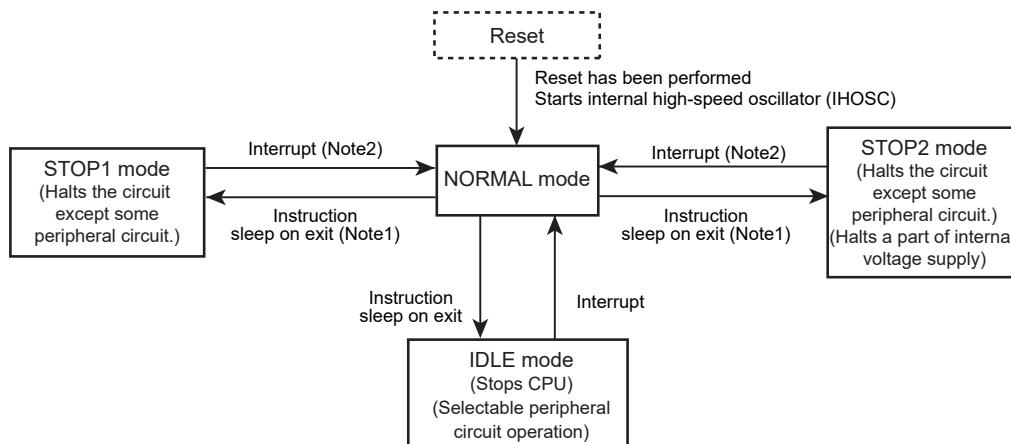 Reset
Reset has been performed
Starts internal high-speed oscillator (IHOSC)
STOP1 mode
(Halts the circuit
except some
peripheral circuit.)
Interrupt (Note2)
Instruction
sleep on exit (Note1)
NORMAL mode
Interrupt (Note2)
Instruction
sleep on exit (Note1)
STOP2 mode
(Halts the circuit
except some
peripheral circuit.)
(Halts a part of internal
voltage supply)
Instruction
sleep on exit
Interrupt
IDLE mode
(Stops CPU)
(Selectable peripheral
circuit operation)